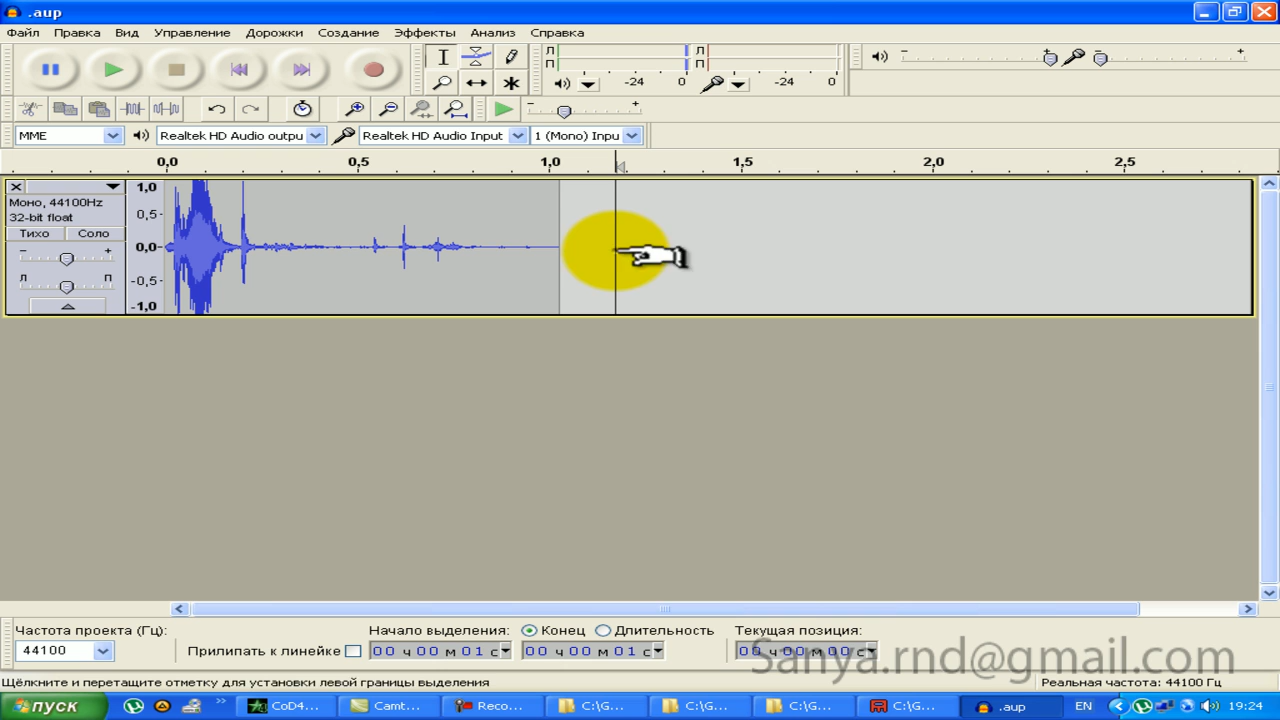 .aup
Файл Правка Вид Управление Дорожки Создание Эффекты Анализ Справка
Л П -24 0 Л П -24 0
MME Realtek HD Audio outpu Realtek HD Audio Input 1 (Mono) Inpu
0,0 0,5 1,0 1,5 2,0 2,5
Моно, 44100Hz
32-bit float
Тихо Соло
Л П
1,0
0,5
0,0
-0,5
-1,0
Частота проекта (Гц): Начало выделения: Конец Длительность Текущая позиция:
44100 Прилипать к линейке 00 ч 00 м 01 с 00 ч 00 м 01 с 00 ч 00 м 00 с
Sanya.rnd@gmail.com
Щёлкните и перетащите отметку для установки левой границы выделения Реальная частота: 44100 Гц
пуск CoD4... Camt... Reco... C:\G... C:\G... C:\G... C:\G... .aup EN 19:24